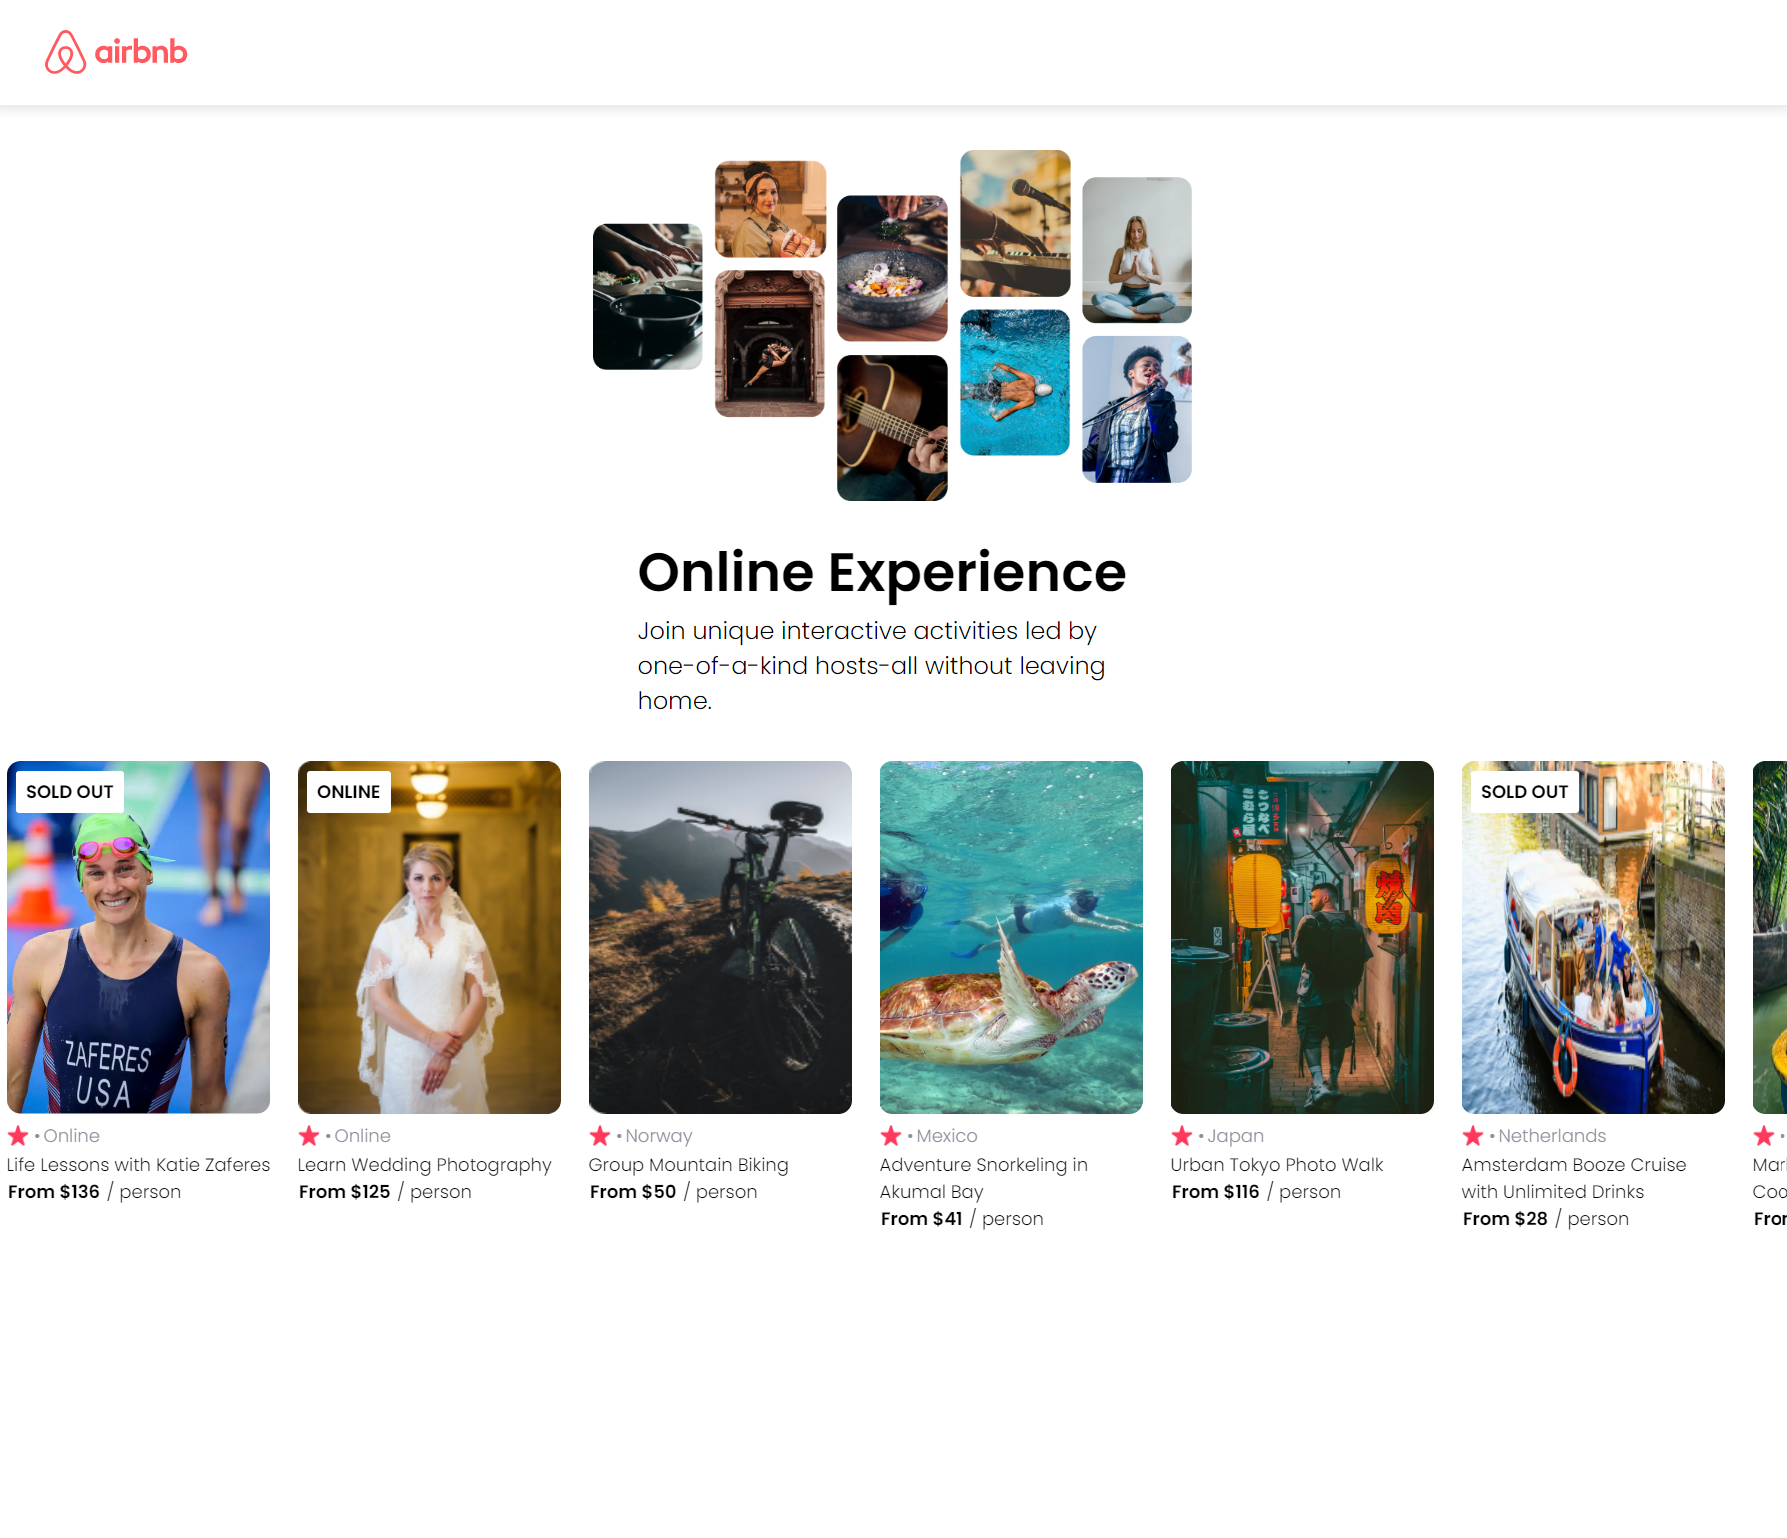 airbnb
Online Experience
Join unique interactive activities led by
one-of-a-kind hosts-all without leaving
home.
SOLD OUT
ZAFERES
USA
• Online
Life Lessons with Katie Zaferes
From $136 / person
ONLINE
• Online
Learn Wedding Photography
From $125 / person
• Norway
Group Mountain Biking
From $50 / person
• Mexico
Adventure Snorkeling in
Akumal Bay
From $41 / person
焼肉
• Japan
Urban Tokyo Photo Walk
From $116 / person
SOLD OUT
• Netherlands
Amsterdam Booze Cruise
with Unlimited Drinks
From $28 / person